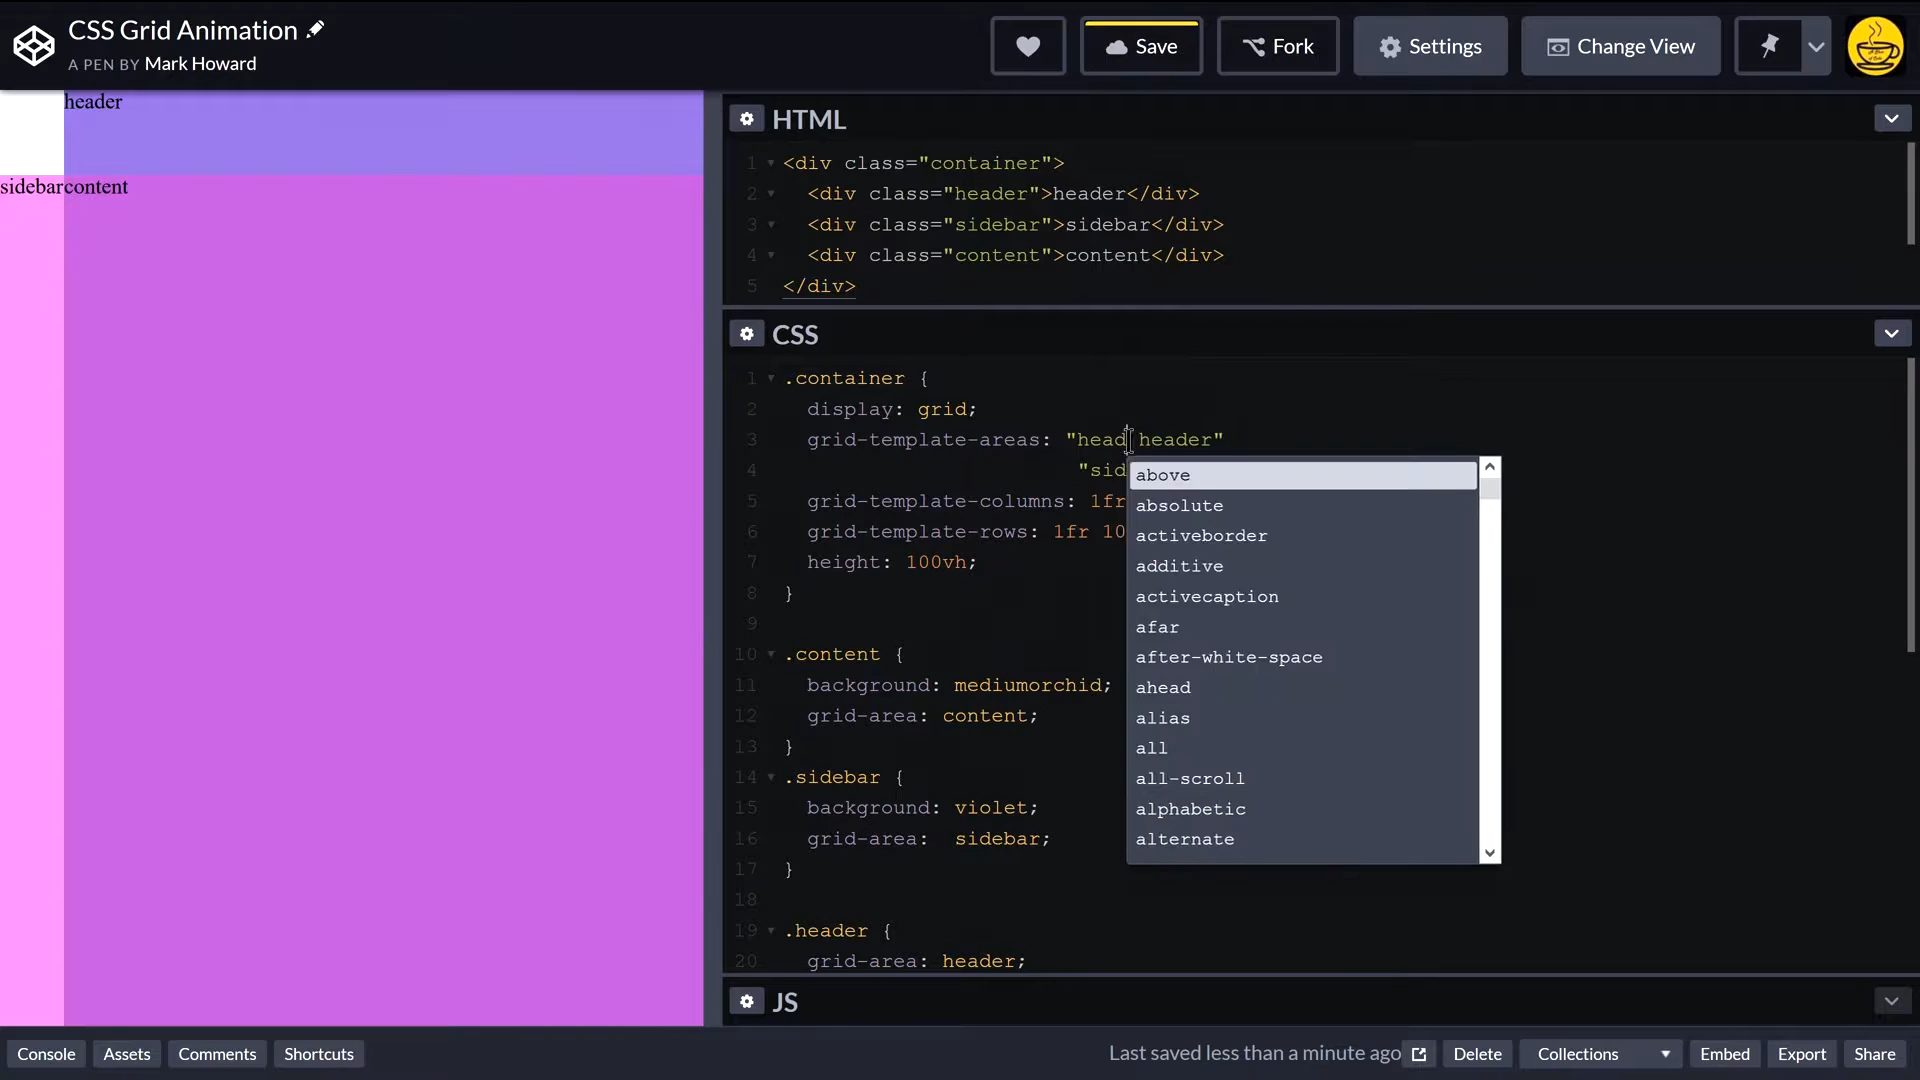 CSS Grid Animation
A PEN BY Mark Howard
Save
Fork
Settings
Change View
header
sidebarcontent
HTML
1 <div class="container">
2 <div class="header">header</div>
3 <div class="sidebar">sidebar</div>
4 <div class="content">content</div>
5 </div>
CSS
1 .container {
2 display: grid;
3 grid-template-areas: "head header"
4 "sid
5 grid-template-columns: 1fr
6 grid-template-rows: 1fr 10
7 height: 100vh;
8 }
9
10 .content {
11 background: mediumorchid;
12 grid-area: content;
13 }
14 .sidebar {
15 background: violet;
16 grid-area:  sidebar;
17 }
18
19 .header {
20 grid-area: header;
above
absolute
activeborder
additive
activecaption
afar
after-white-space
ahead
alias
all
all-scroll
alphabetic
alternate
JS
Console
Assets
Comments
Shortcuts
Last saved less than a minute ago
Delete
Collections
Embed
Export
Share